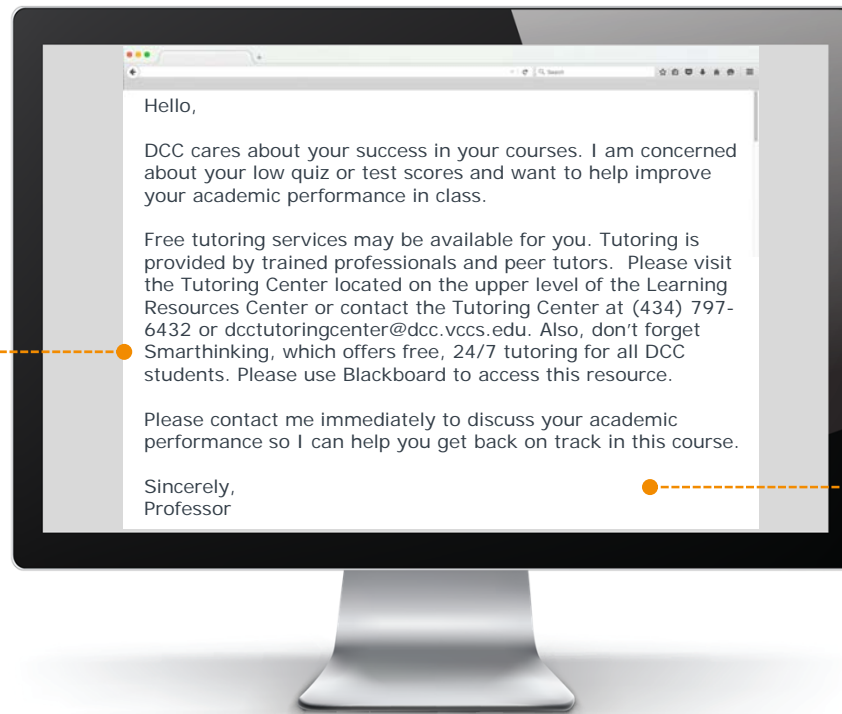 Search
Hello,
DCC cares about your success in your courses. I am concerned
about your low quiz or test scores and want to help improve
your academic performance in class.
Free tutoring services may be available for you. Tutoring is
provided by trained professionals and peer tutors.  Please visit
the Tutoring Center located on the upper level of the Learning
Resources Center or contact the Tutoring Center at (434) 797-
6432 or dcctutoringcenter@dcc.vccs.edu. Also, don't forget
Smarthinking, which offers free, 24/7 tutoring for all DCC
students. Please use Blackboard to access this resource.
Please contact me immediately to discuss your academic
performance so I can help you get back on track in this course.
Sincerely,
Professor